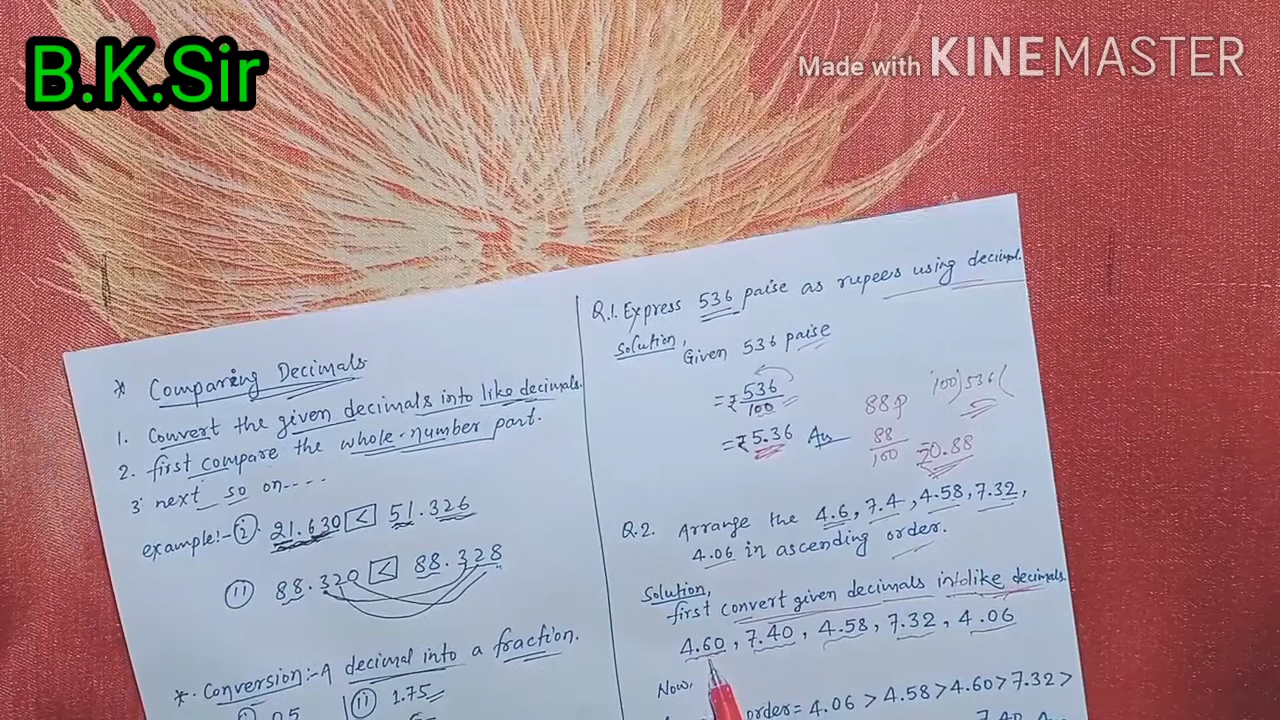 B.K.Sir
Made with KINEMASTER
* Comparing Decimals
1. Convert the given decimals into like decimals.
2. first compare the whole-number part.
3. next so on----
example:- (i). 21.630 < 51.326
(ii) 88.320 < 88.328
*. Conversion:- A decimal into a fraction.
0.5 (ii) 1.75
Q.1. Express 536 paise as rupees using decimal.
Solution,
Given 536 paise
= ₹ 536/100
= ₹ 5.36 Ans
100)536(
5
88p
88/100
=0.88
Q.2. Arrange the 4.6, 7.4, 4.58, 7.32,
4.06 in ascending order.
Solution,
first convert given decimals into like decimals.
4.60, 7.40, 4.58, 7.32, 4.06
Now,
order= 4.06 > 4.58 > 4.60 > 7.32 >
7.40